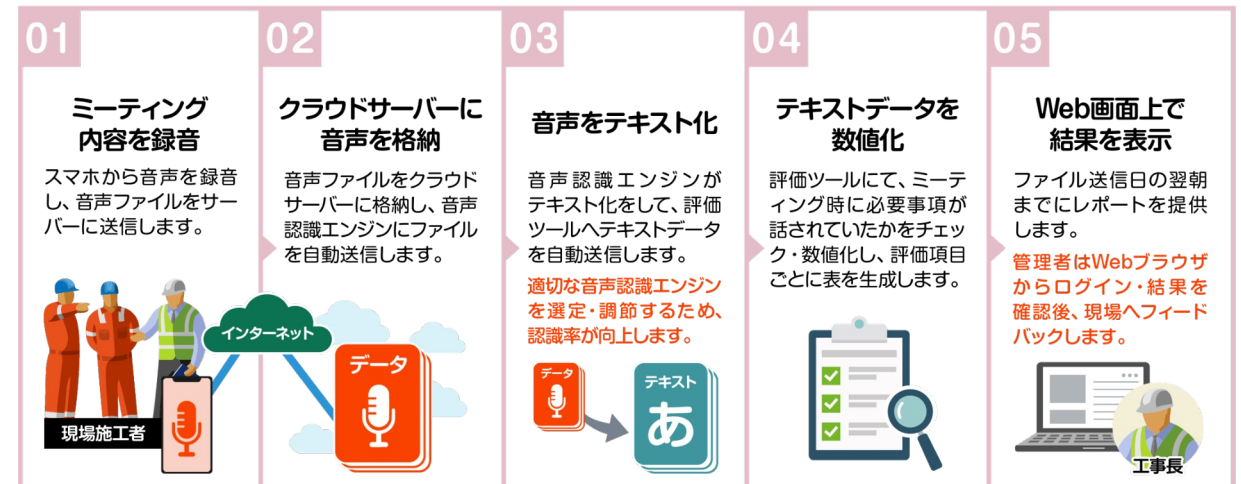 01
ミーティング
内容を録音
スマホから音声を録音
し、音声ファイルをサー
バーに送信します。
インターネット
現場施工者
02
クラウドサーバーに
音声を格納
音声ファイルをクラウド
サーバーに格納し、音声
認識エンジンにファイル
を自動送信します。
データ
03
音声をテキスト化
音声認識エンジンが
テキスト化をして、評価
ツールへテキストデータ
を自動送信します。
適切な音声認識エンジン
を選定・調節するため、
認識率が向上します。
データ
テキスト
あ
04
テキストデータを
数値化
評価ツールにて、ミーテ
ィング時に必要事項が
話されていたかをチェッ
ク・数値化し、評価項目
ごとに表を生成します。
05
Web画面上で
結果を表示
ファイル送信日の翌朝
までにレポートを提供
します。
管理者はWebブラウザ
からログイン・結果を
確認後、現場へフィード
バックします。
工事長